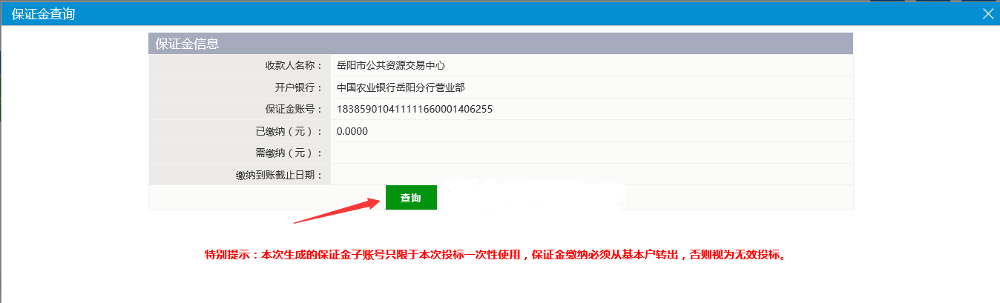 保证金查询
保证金信息
收款人名称： 岳阳市公共资源交易中心
开户银行： 中国农业银行岳阳分行营业部
保证金账号： 183859010411111660001406255
已缴纳（元）： 0.0000
需缴纳（元）：
缴纳到账截止日期：
查询
特别提示：本次生成的保证金子账号只限于本次投标一次性使用，保证金缴纳必须从基本户转出，否则视为无效投标。